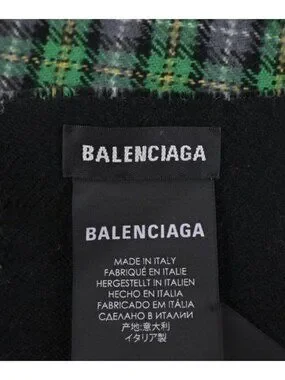 BALENCIAGA
BALENCIAGA
MADE IN ITALY
FABRIQUÉ EN ITALIE
HERGESTELLT IN ITALIEN
HECHO EN ITALIA
FABRICADO EM ITÁLIA
СДЕЛАНО В ИТАЛИИ
产地:意大利
イタリア製